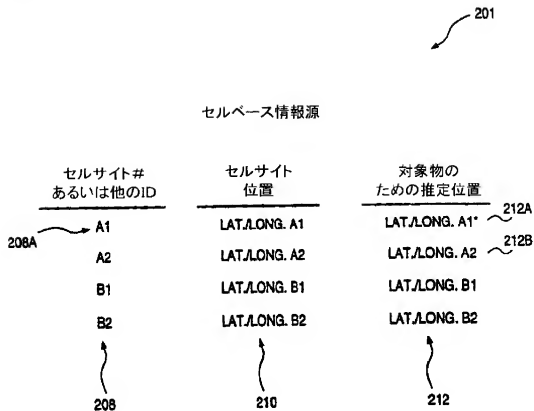 201
セルベース情報源
セルサイト#
あるいは他のID
セルサイト
位置
対象物の
ための推定位置
208A
A1
LAT./LONG. A1
LAT./LONG. A1*
212A
A2
LAT./LONG. A2
LAT./LONG. A2
212B
B1
LAT./LONG. B1
LAT./LONG. B1
B2
LAT./LONG. B2
LAT./LONG. B2
208
210
212